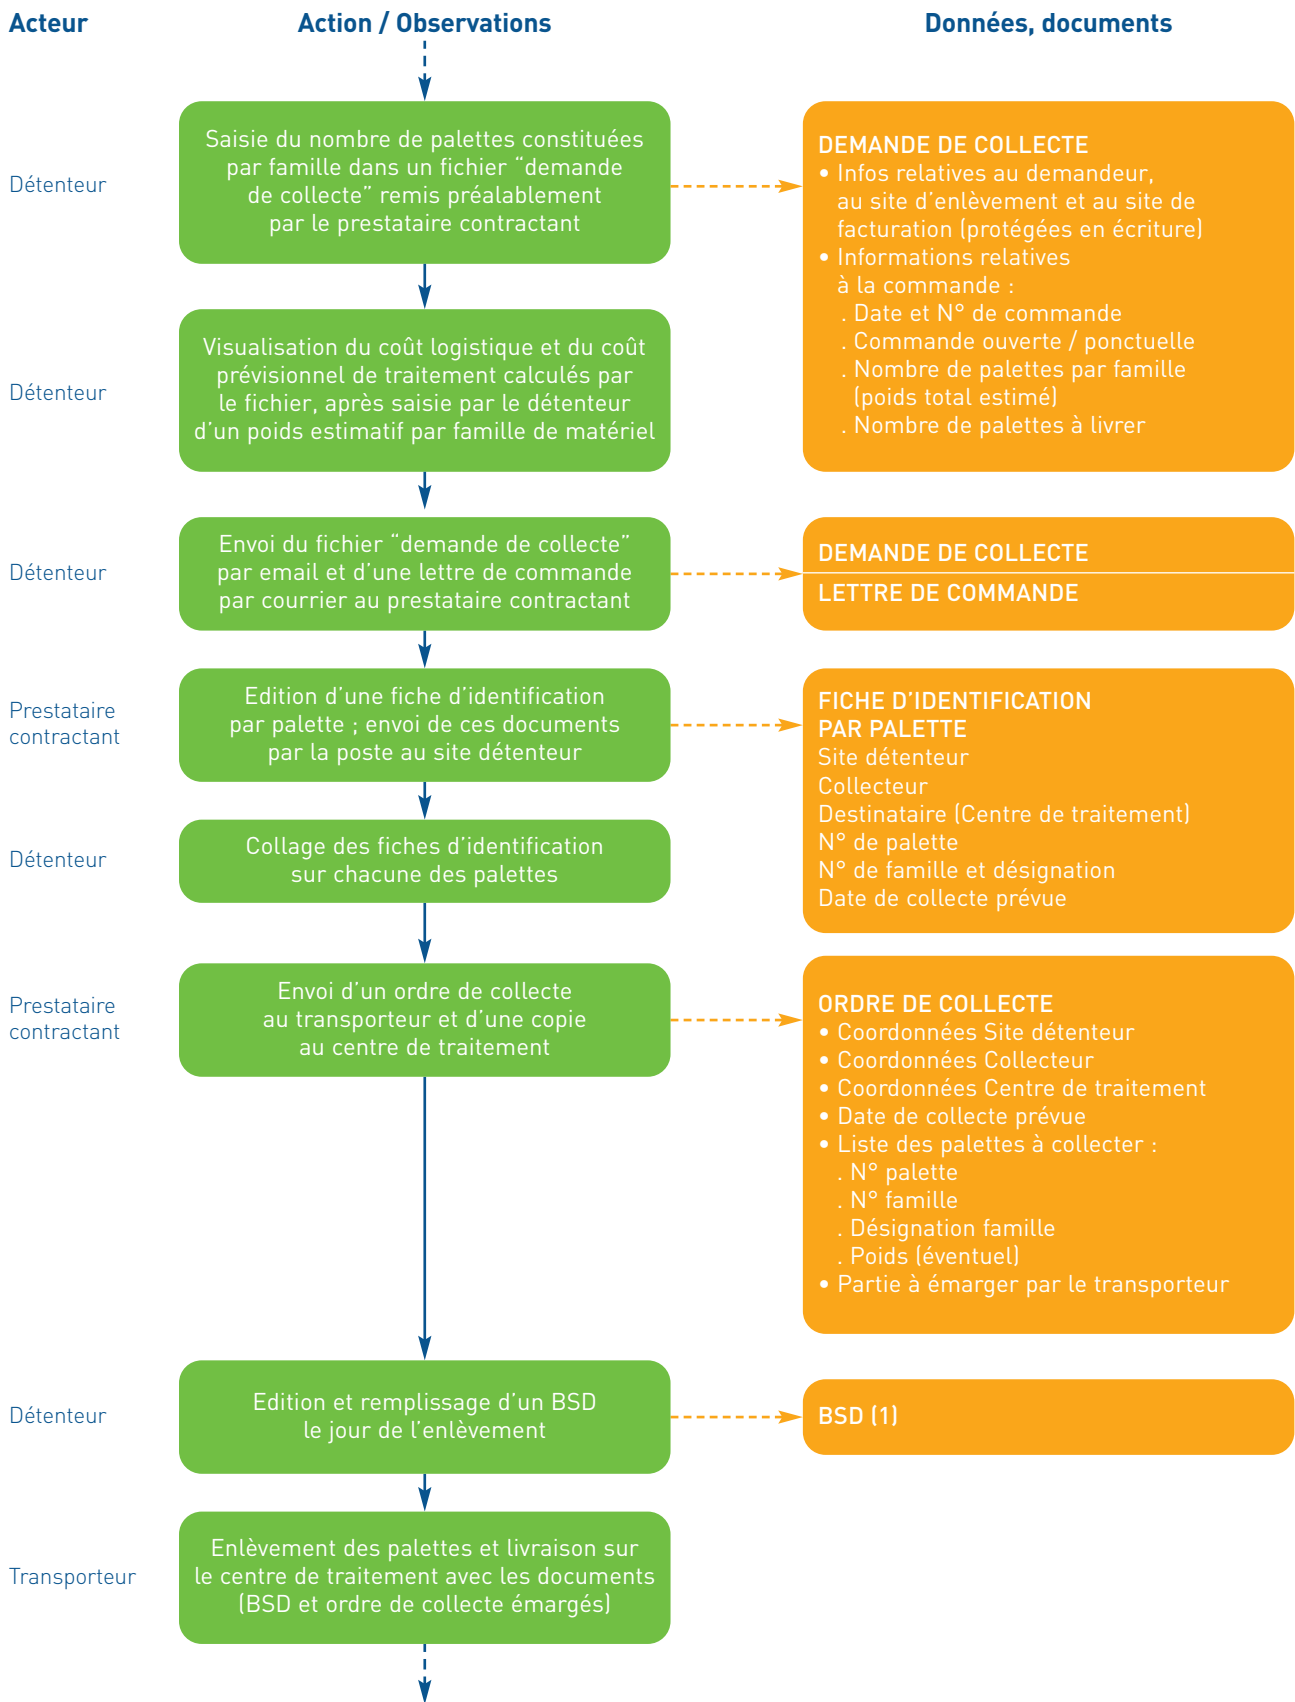 Acteur
Action / Observations
Données, documents
Détenteur
Saisie du nombre de palettes constituées
par famille dans un fichier “demande
de collecte” remis préalablement
par le prestataire contractant
DEMANDE DE COLLECTE
• Infos relatives au demandeur,
au site d’enlèvement et au site de
facturation (protégées en écriture)
• Informations relatives
à la commande :
. Date et N° de commande
. Commande ouverte / ponctuelle
. Nombre de palettes par famille
(poids total estimé)
. Nombre de palettes à livrer
Détenteur
Visualisation du coût logistique et du coût
prévisionnel de traitement calculés par
le fichier, après saisie par le détenteur
d’un poids estimatif par famille de matériel
Détenteur
Envoi du fichier “demande de collecte”
par email et d’une lettre de commande
par courrier au prestataire contractant
DEMANDE DE COLLECTE
LETTRE DE COMMANDE
Prestataire
contractant
Edition d’une fiche d’identification
par palette ; envoi de ces documents
par la poste au site détenteur
FICHE D’IDENTIFICATION
PAR PALETTE
Site détenteur
Collecteur
Destinataire (Centre de traitement)
N° de palette
N° de famille et désignation
Date de collecte prévue
Détenteur
Collage des fiches d’identification
sur chacune des palettes
Prestataire
contractant
Envoi d’un ordre de collecte
au transporteur et d’une copie
au centre de traitement
ORDRE DE COLLECTE
• Coordonnées Site détenteur
• Coordonnées Collecteur
• Coordonnées Centre de traitement
• Date de collecte prévue
• Liste des palettes à collecter :
. N° palette
. N° famille
. Désignation famille
. Poids (éventuel)
• Partie à émarger par le transporteur
Détenteur
Edition et remplissage d’un BSD
le jour de l’enlèvement
BSD (1)
Transporteur
Enlèvement des palettes et livraison sur
le centre de traitement avec les documents
(BSD et ordre de collecte émargés)